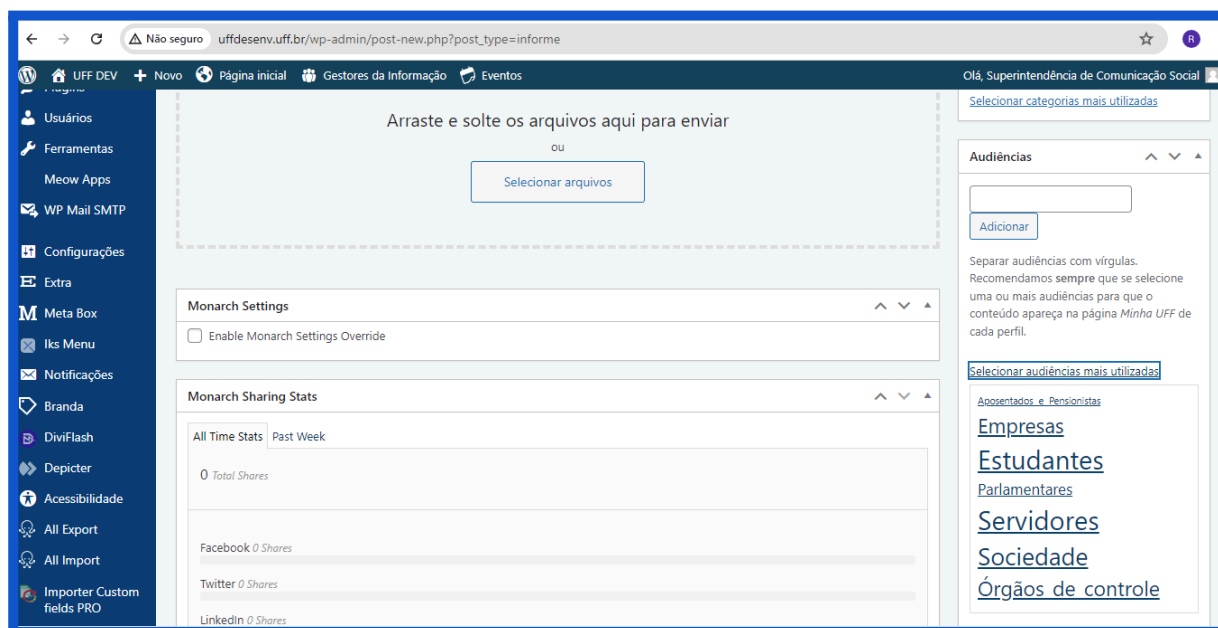 Não seguro uffdesenv.uff.br/wp-admin/post-new.php?post_type=informe
R
UFF DEV + Novo Página inicial Gestores da Informação Eventos
Olá, Superintendência de Comunicação Social
Plugins
Usuários
Ferramentas
Meow Apps
WP Mail SMTP
Configurações
Extra
Meta Box
Iks Menu
Notificações
Branda
DiviFlash
Depicter
Acessibilidade
All Export
All Import
Importer Custom
fields PRO
Arraste e solte os arquivos aqui para enviar
ou
Selecionar arquivos
Monarch Settings
Enable Monarch Settings Override
Monarch Sharing Stats
All Time Stats Past Week
0 Total Shares
Facebook 0 Shares
Twitter 0 Shares
LinkedIn 0 Shares
Selecionar categorias mais utilizadas
Audiências
Adicionar
Separar audiências com vírgulas.
Recomendamos sempre que se selecione
uma ou mais audiências para que o
conteúdo apareça na página Minha UFF de
cada perfil.
Selecionar audiências mais utilizadas
Aposentados e Pensionistas
Empresas
Estudantes
Parlamentares
Servidores
Sociedade
Órgãos de controle